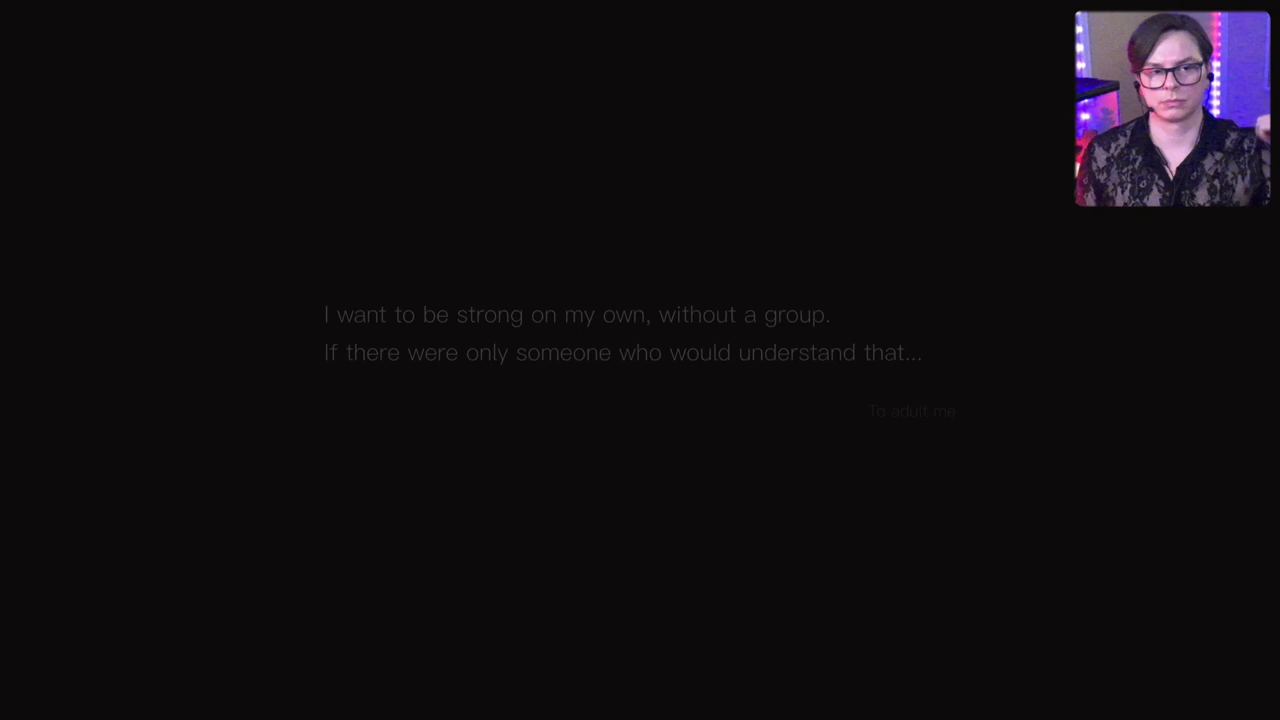 I want to be strong on my own, without a group.
If there were only someone who would understand that...
To adult me